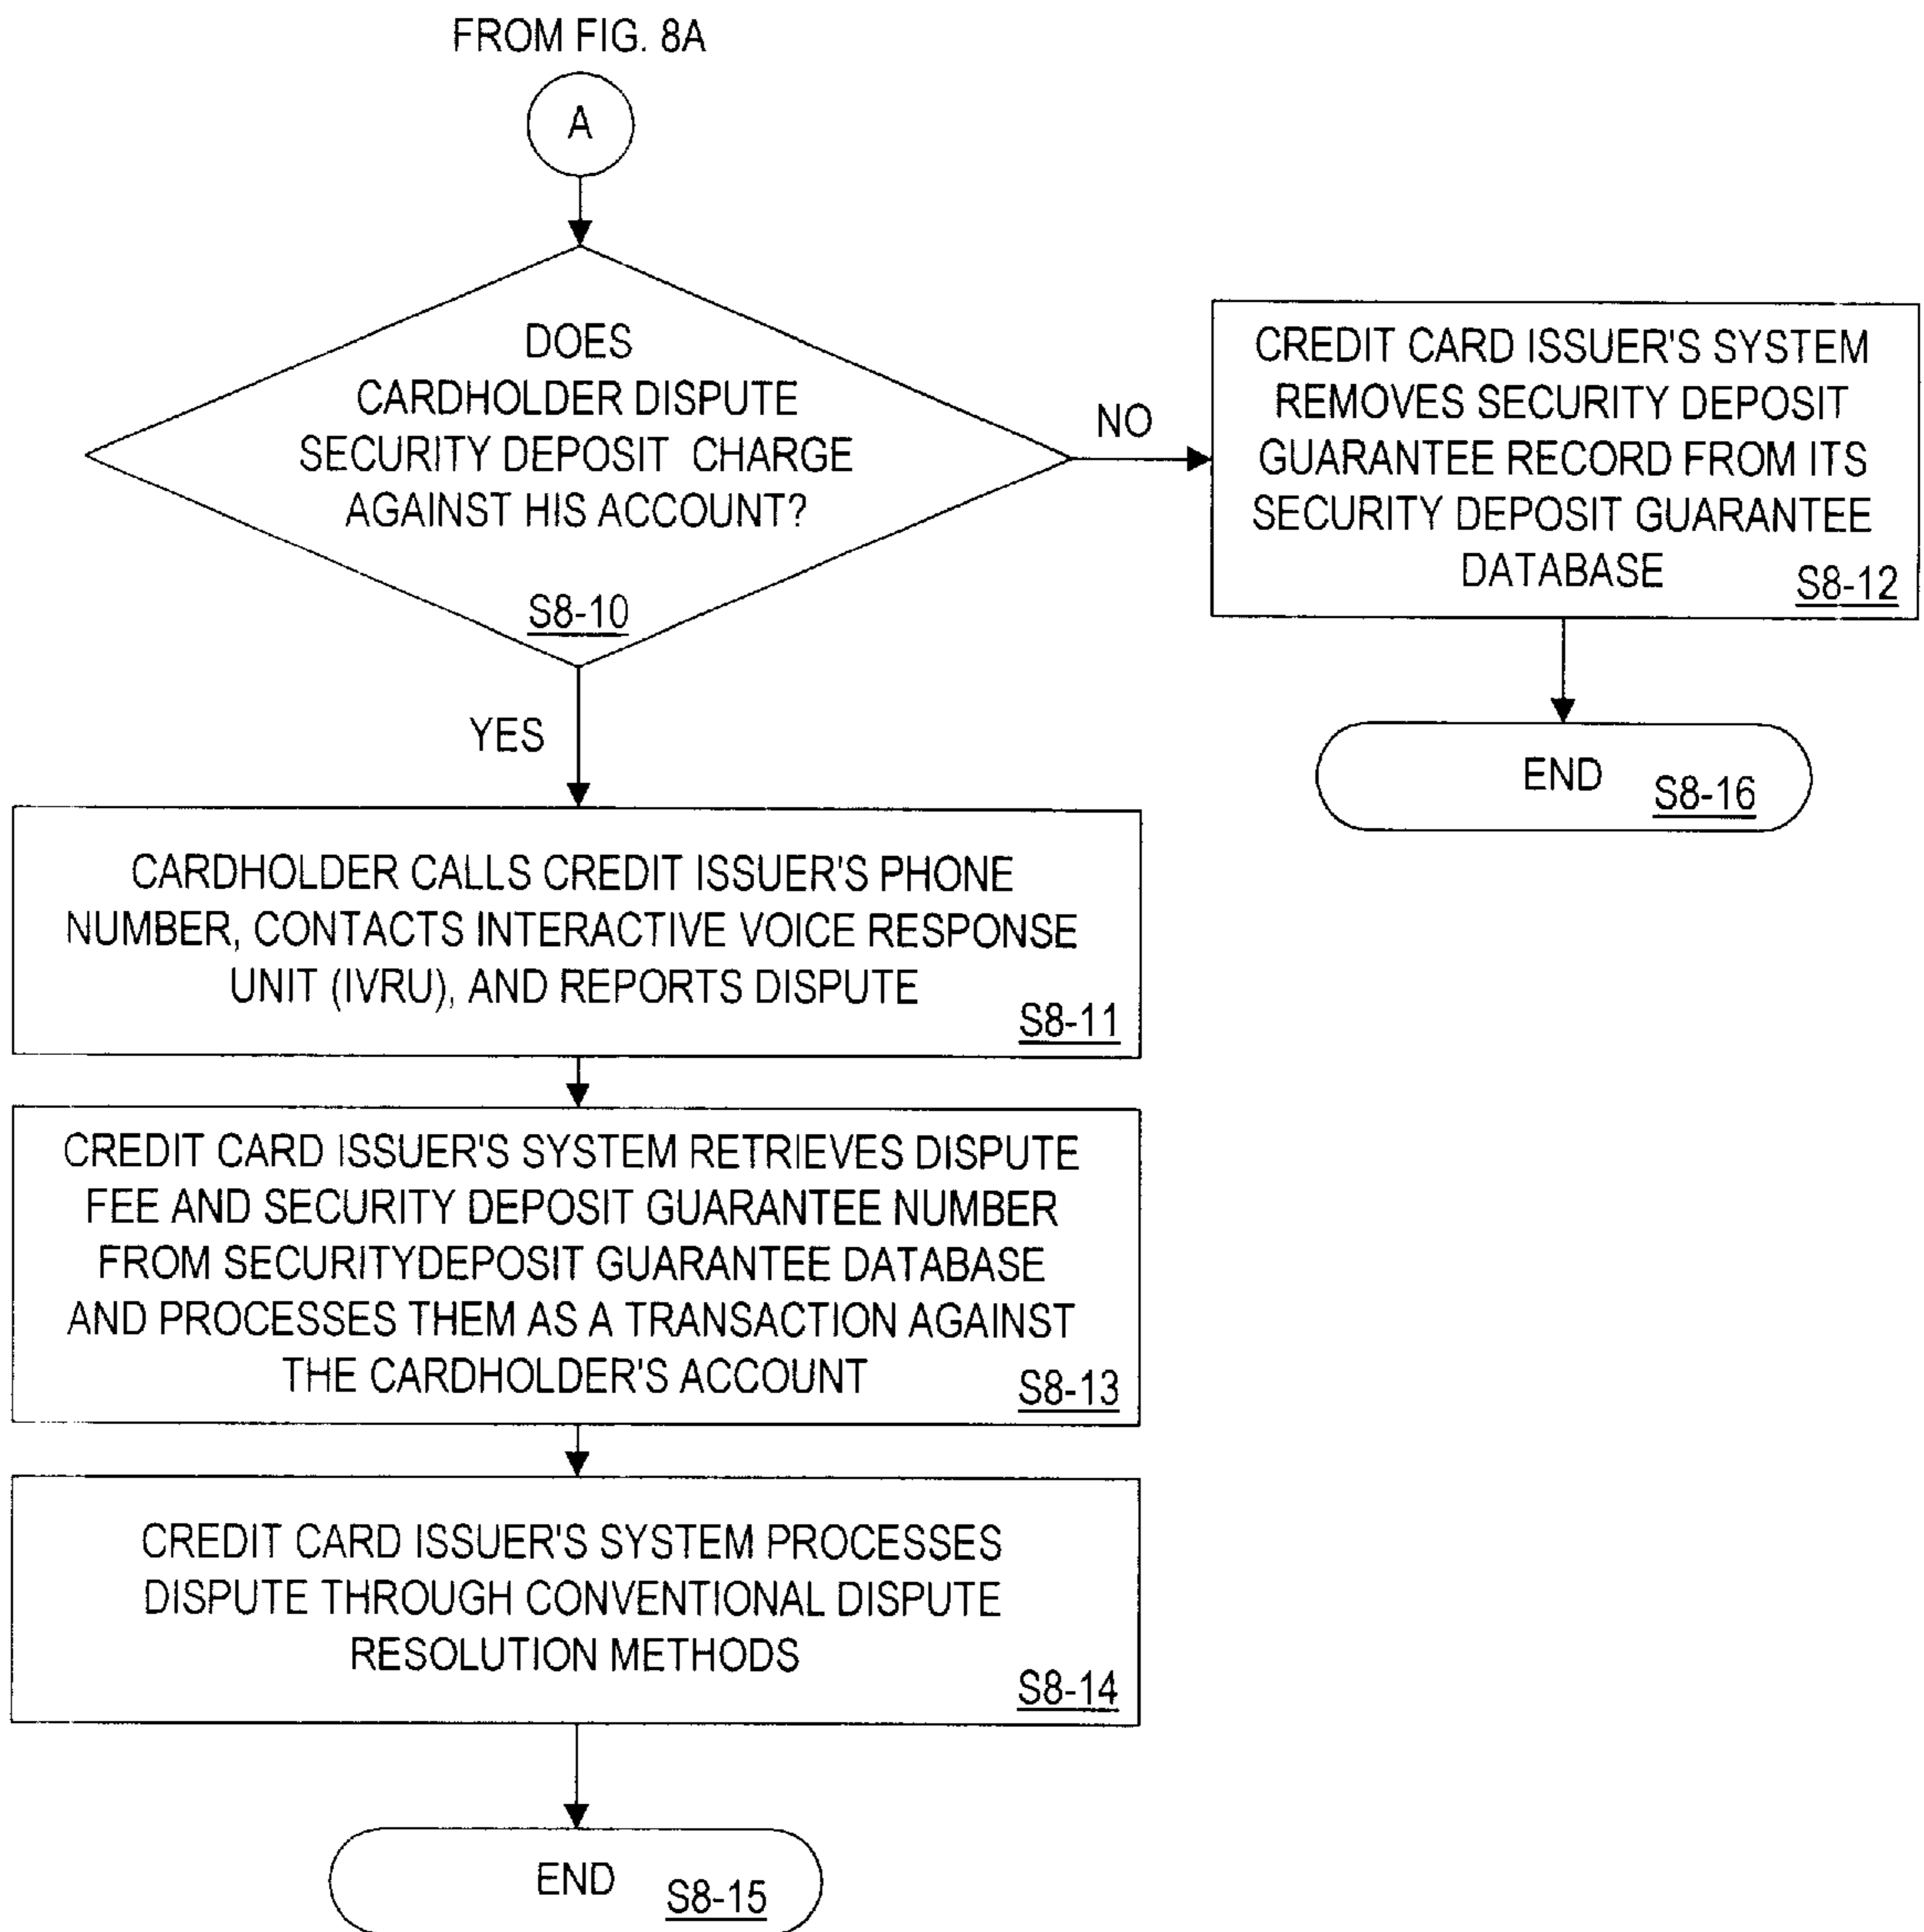 FROM FIG. 8A
A
DOES
CARDHOLDER DISPUTE
SECURITY DEPOSIT CHARGE
AGAINST HIS ACCOUNT?
S8-10
NO
CREDIT CARD ISSUER'S SYSTEM
REMOVES SECURITY DEPOSIT
GUARANTEE RECORD FROM ITS
SECURITY DEPOSIT GUARANTEE
DATABASE
S8-12
END
S8-16
YES
CARDHOLDER CALLS CREDIT ISSUER'S PHONE
NUMBER, CONTACTS INTERACTIVE VOICE RESPONSE
UNIT (IVRU), AND REPORTS DISPUTE
S8-11
CREDIT CARD ISSUER'S SYSTEM RETRIEVES DISPUTE
FEE AND SECURITY DEPOSIT GUARANTEE NUMBER
FROM SECURITYDEPOSIT GUARANTEE DATABASE
AND PROCESSES THEM AS A TRANSACTION AGAINST
THE CARDHOLDER'S ACCOUNT
S8-13
CREDIT CARD ISSUER'S SYSTEM PROCESSES
DISPUTE THROUGH CONVENTIONAL DISPUTE
RESOLUTION METHODS
S8-14
END
S8-15